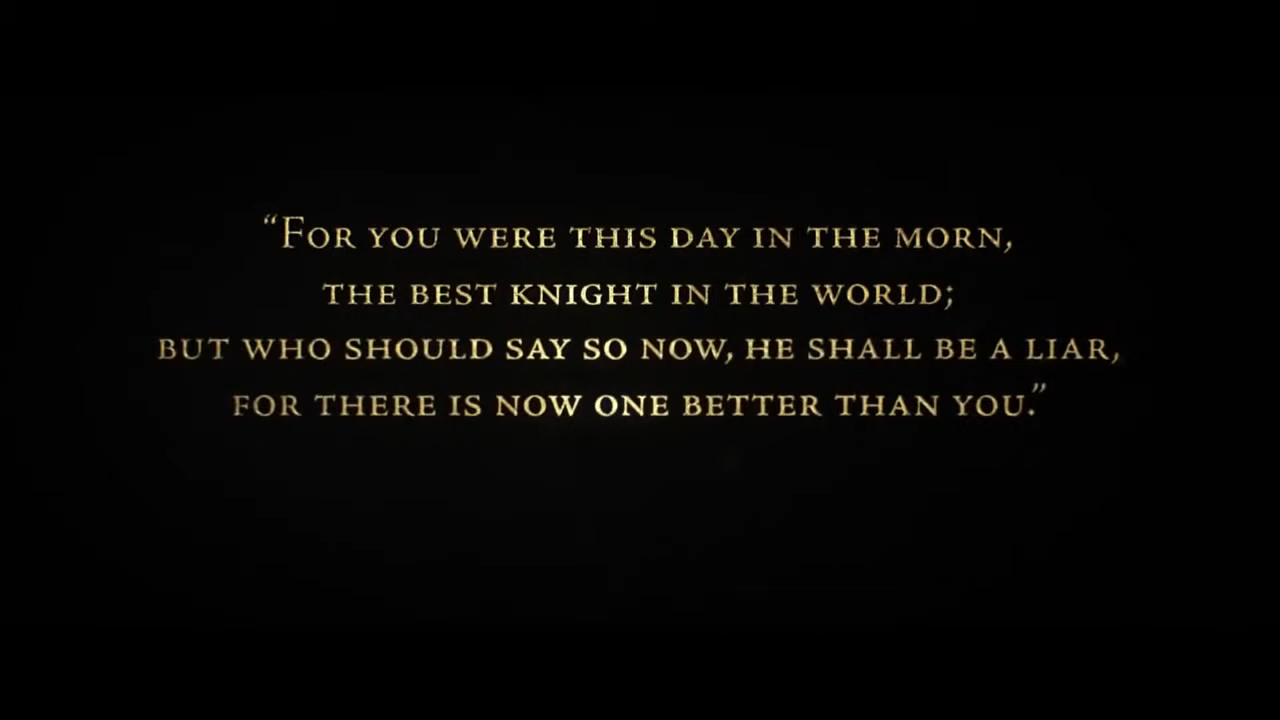 “For you were this day in the morn,
the best knight in the world;
but who should say so now, he shall be a liar,
for there is now one better than you.”